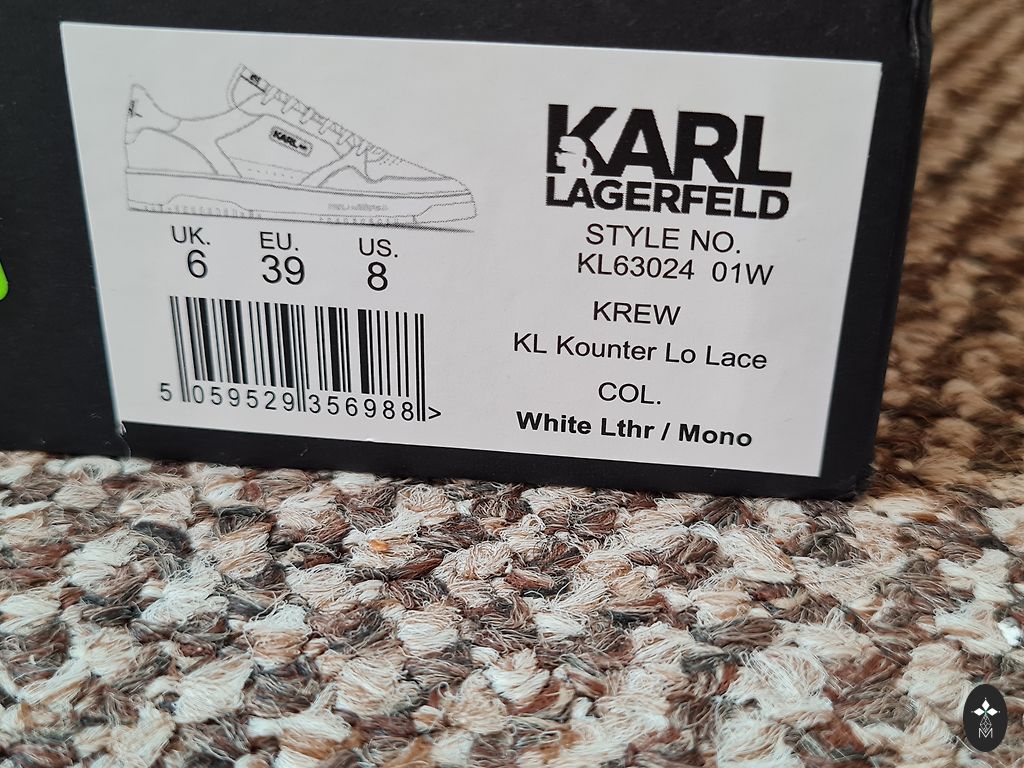 KARL
KARL
LAGERFELD
STYLE NO.
KL63024 01W
KREW
KL Kounter Lo Lace
COL.
White Lthr / Mono
UK.
6
EU.
39
US.
8
5 059529 356988 >
M